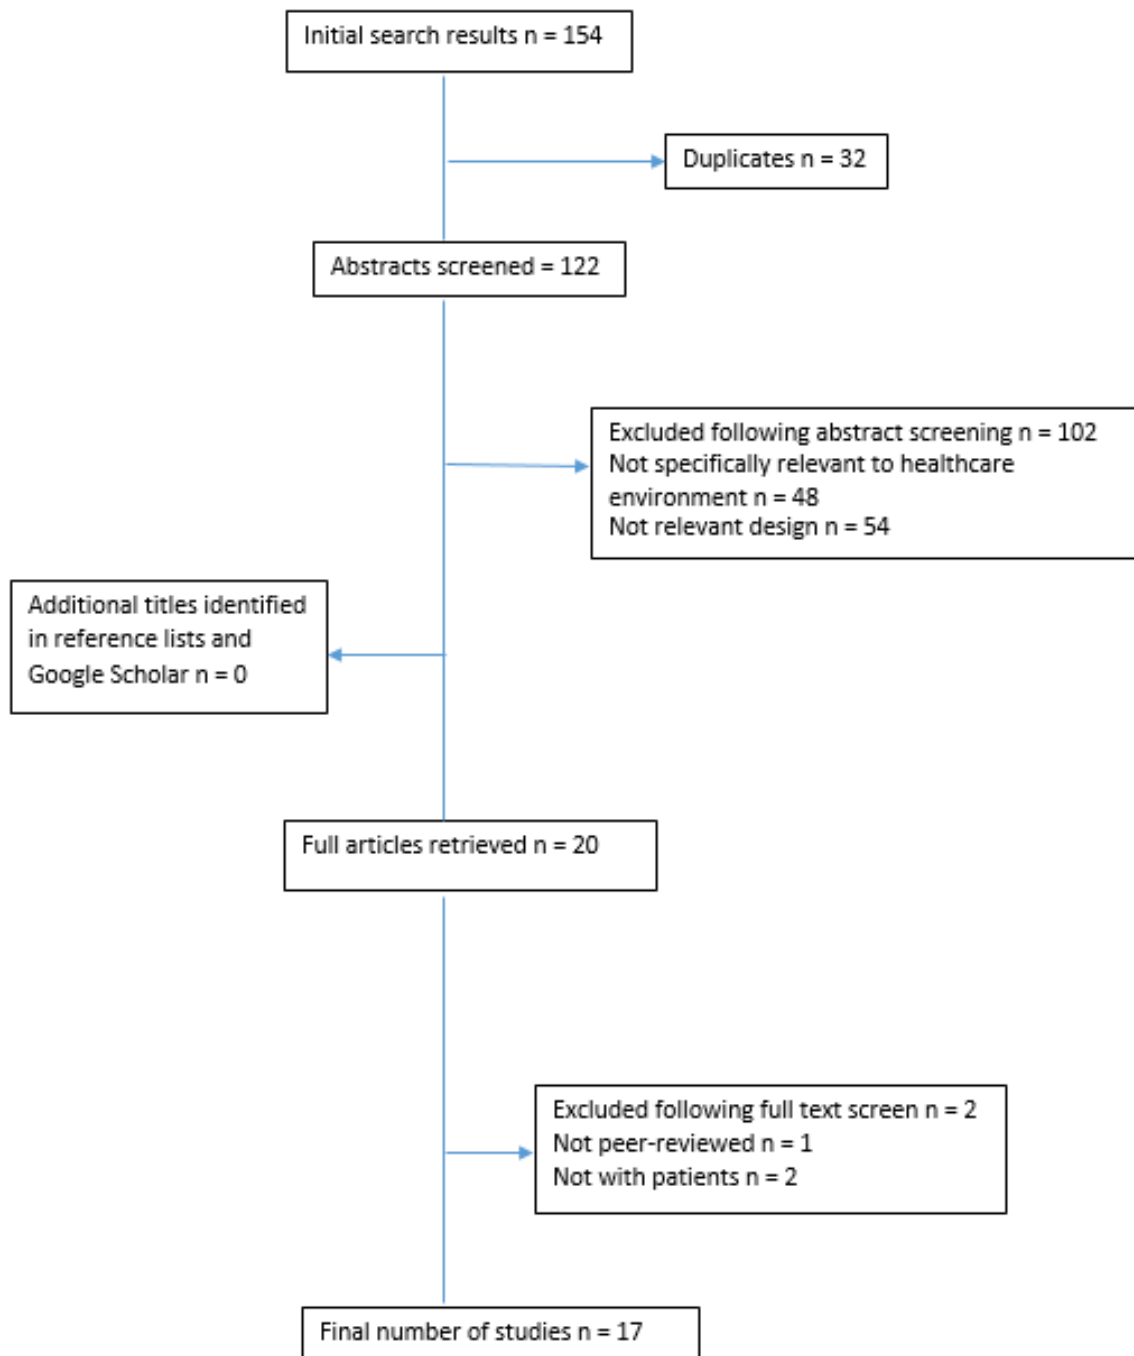 Initial search results n = 154
Duplicates n = 32
Abstracts screened = 122
Excluded following abstract screening n = 102
Not specifically relevant to healthcare
environment n = 48
Not relevant design n = 54
Additional titles identified
in reference lists and
Google Scholar n = 0
Full articles retrieved n = 20
Excluded following full text screen n = 2
Not peer-reviewed n = 1
Not with patients n = 2
Final number of studies n = 17